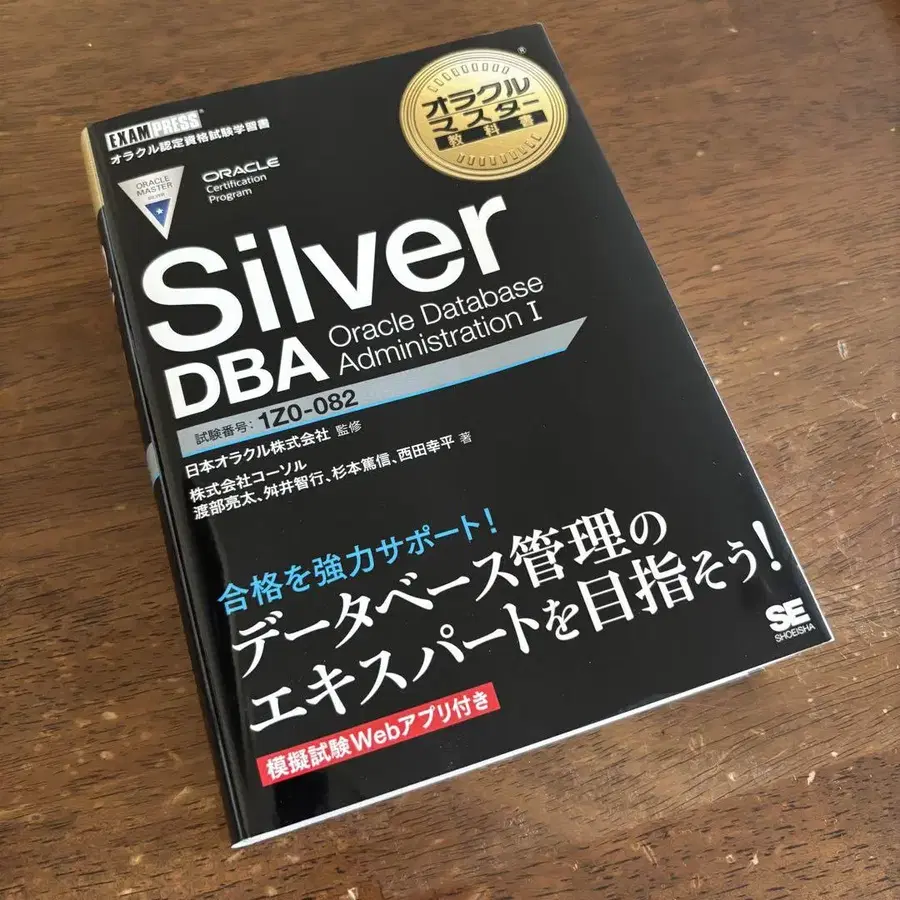 EXAMPRESS®
オラクル認定資格試験学習書
ORACLE
MASTER
SILVER
ORACLE
Certification
Program
オラクル
マスター
教科書
®
Silver
DBA
Oracle Database
Administration I
試験番号: 1Z0-082
日本オラクル株式会社 監修
株式会社コーソル
渡部亮太、舛井智行、杉本篤信、西田幸平 著
合格を強力サポート!
データベース管理の
エキスパートを目指そう!
模擬試験Webアプリ付き
SE
SHOEISHA